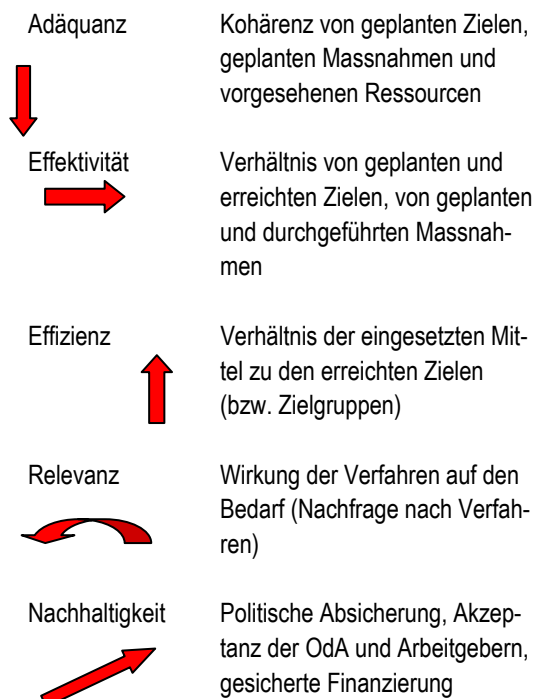 Adäquanz Kohärenz von geplanten Zielen,
geplanten Massnahmen und
vorgesehenen Ressourcen
Effektivität Verhältnis von geplanten und
erreichten Zielen, von geplanten
und durchgeführten Massnah-
men
Effizienz Verhältnis der eingesetzten Mit-
tel zu den erreichten Zielen
(bzw. Zielgruppen)
Relevanz Wirkung der Verfahren auf den
Bedarf (Nachfrage nach Verfah-
ren)
Nachhaltigkeit Politische Absicherung, Akzep-
tanz der OdA und Arbeitgebern,
gesicherte Finanzierung